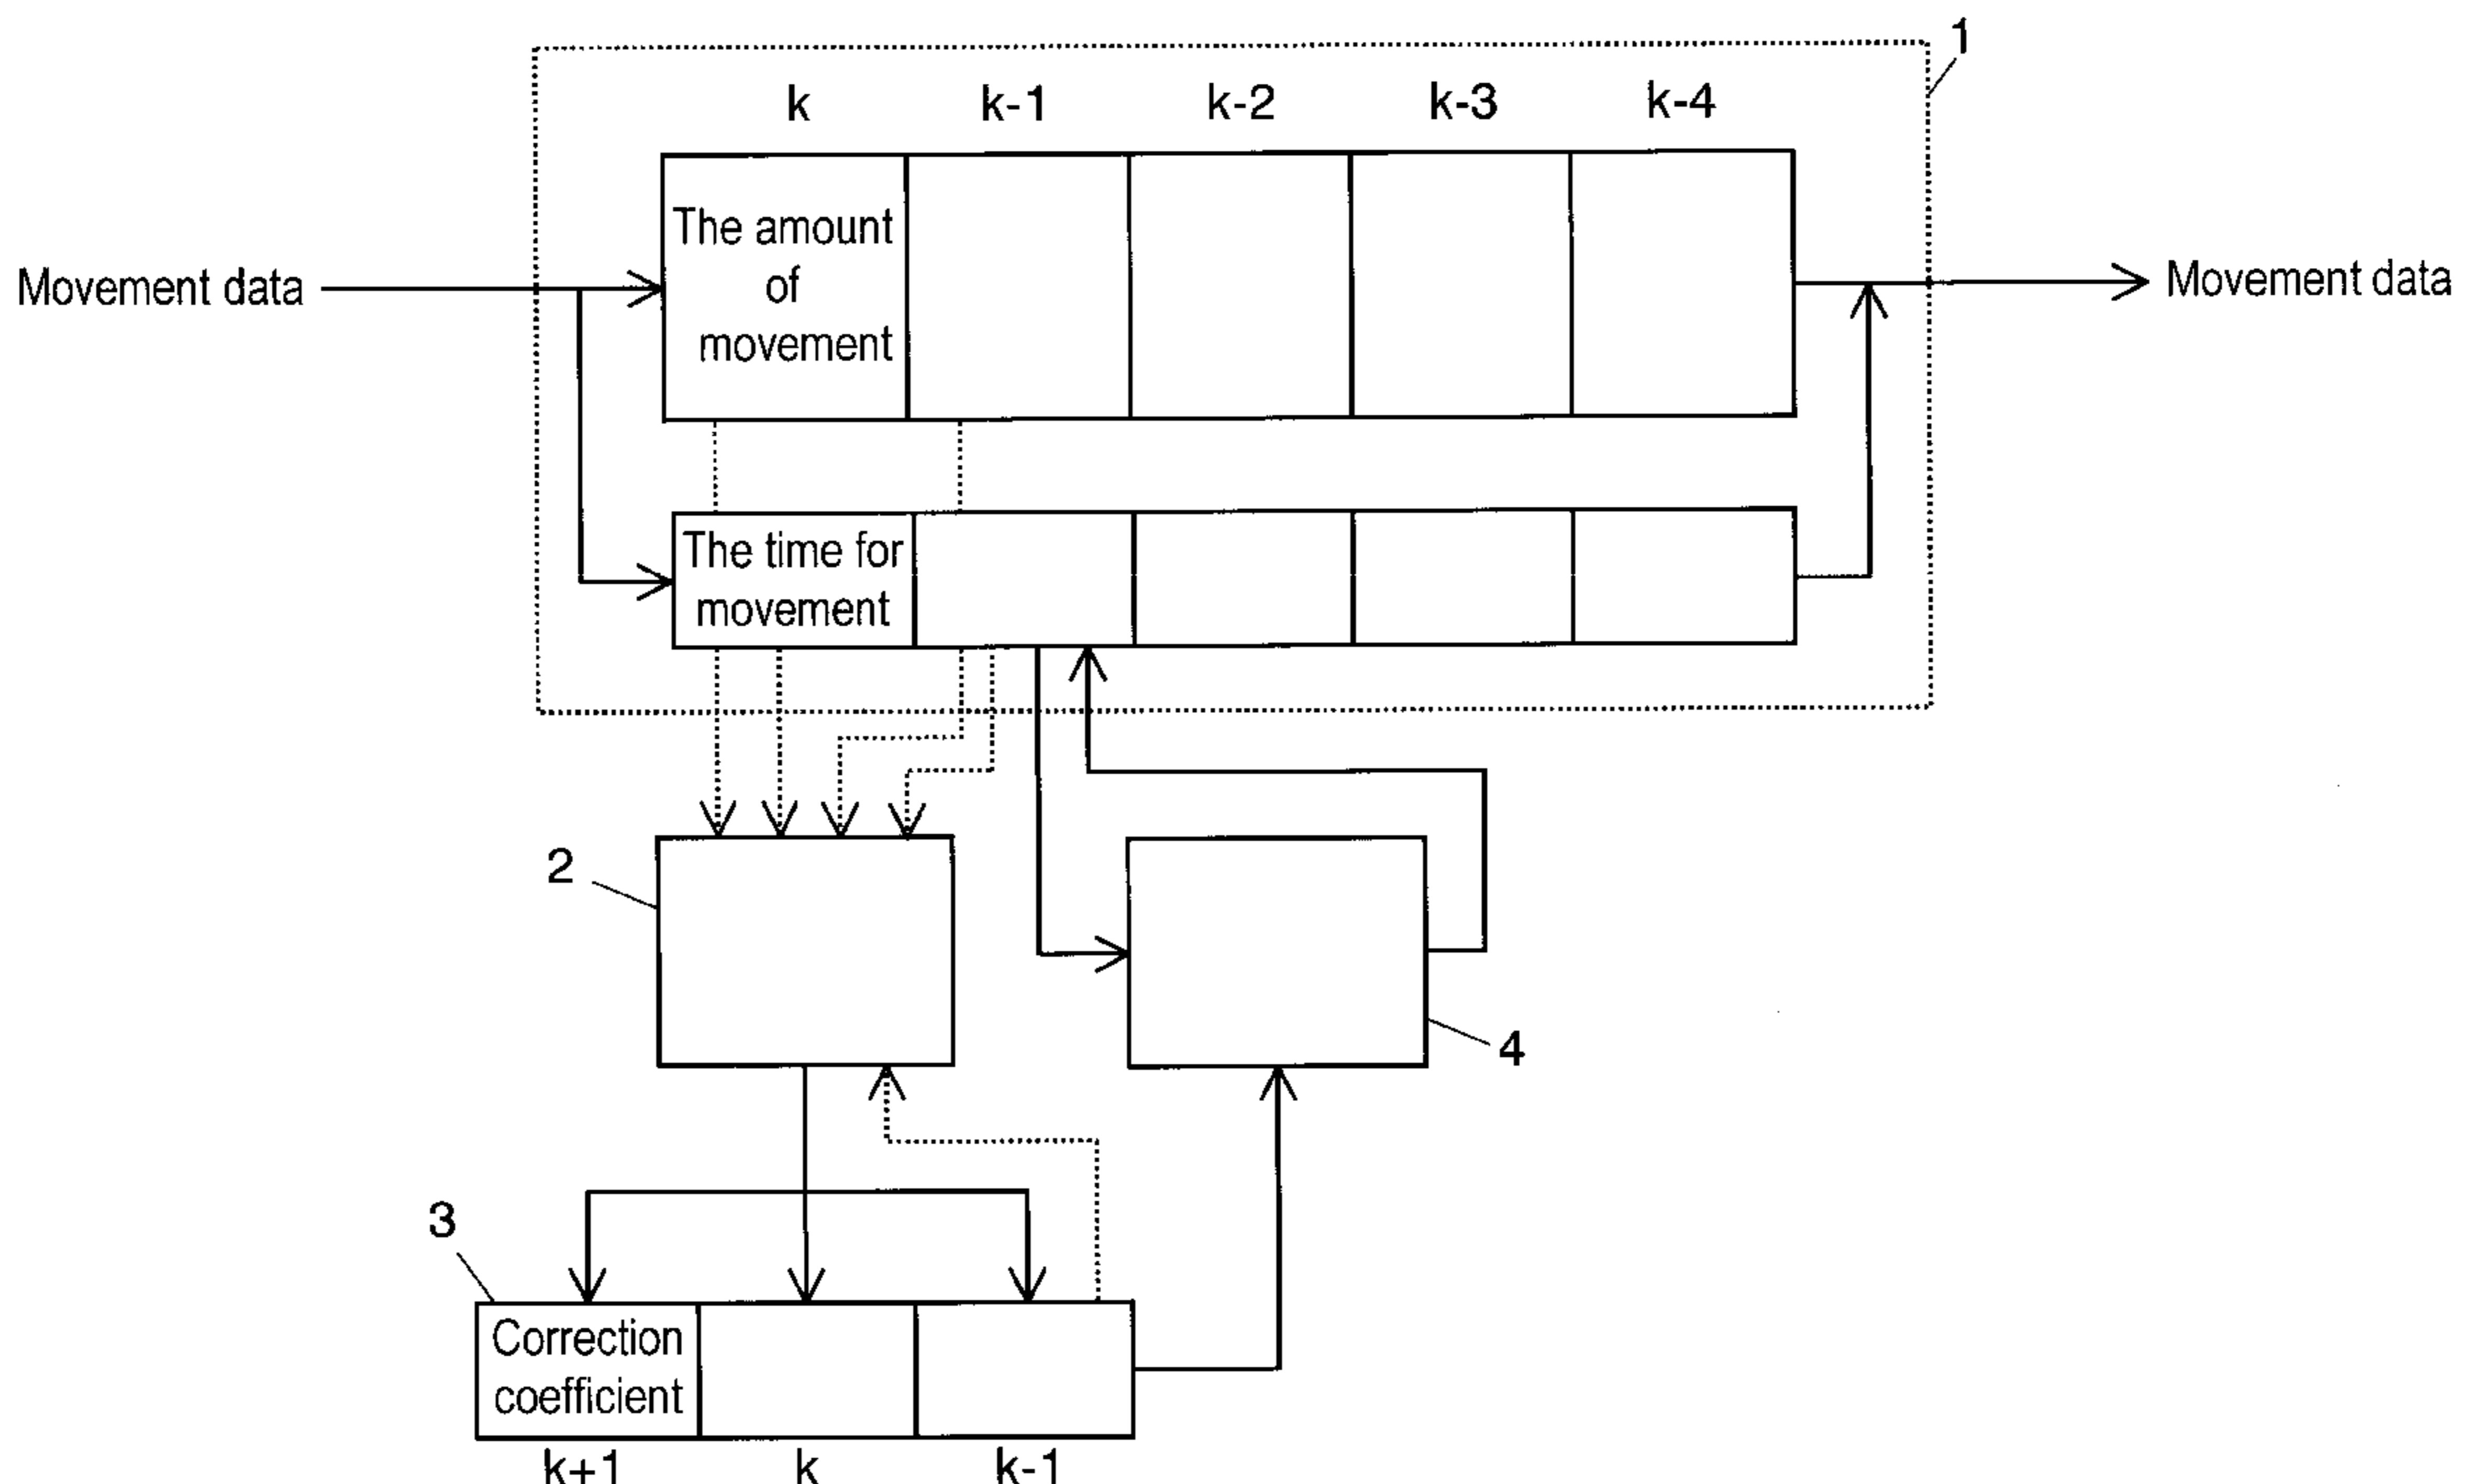 1
k k-1 k-2 k-3 k-4
The amount
of
movement
Movement data
Movement data
The time for
movement
2
4
3
Correction
coefficient
k+1 k k-1